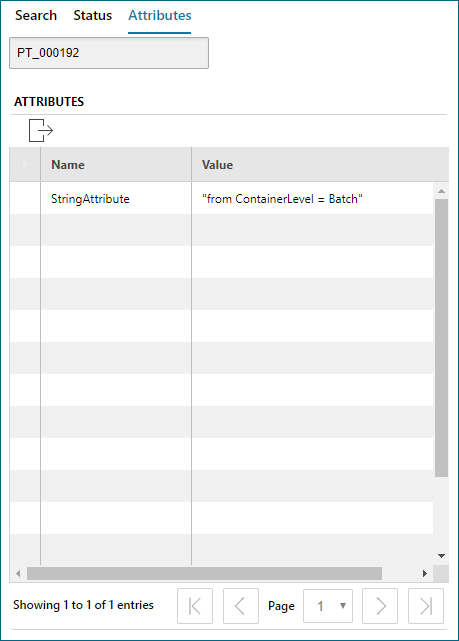 Search Status Attributes
PT_000192
ATTRIBUTES
Name Value
StringAttribute "from ContainerLevel = Batch"
Showing 1 to 1 of 1 entries Page 1